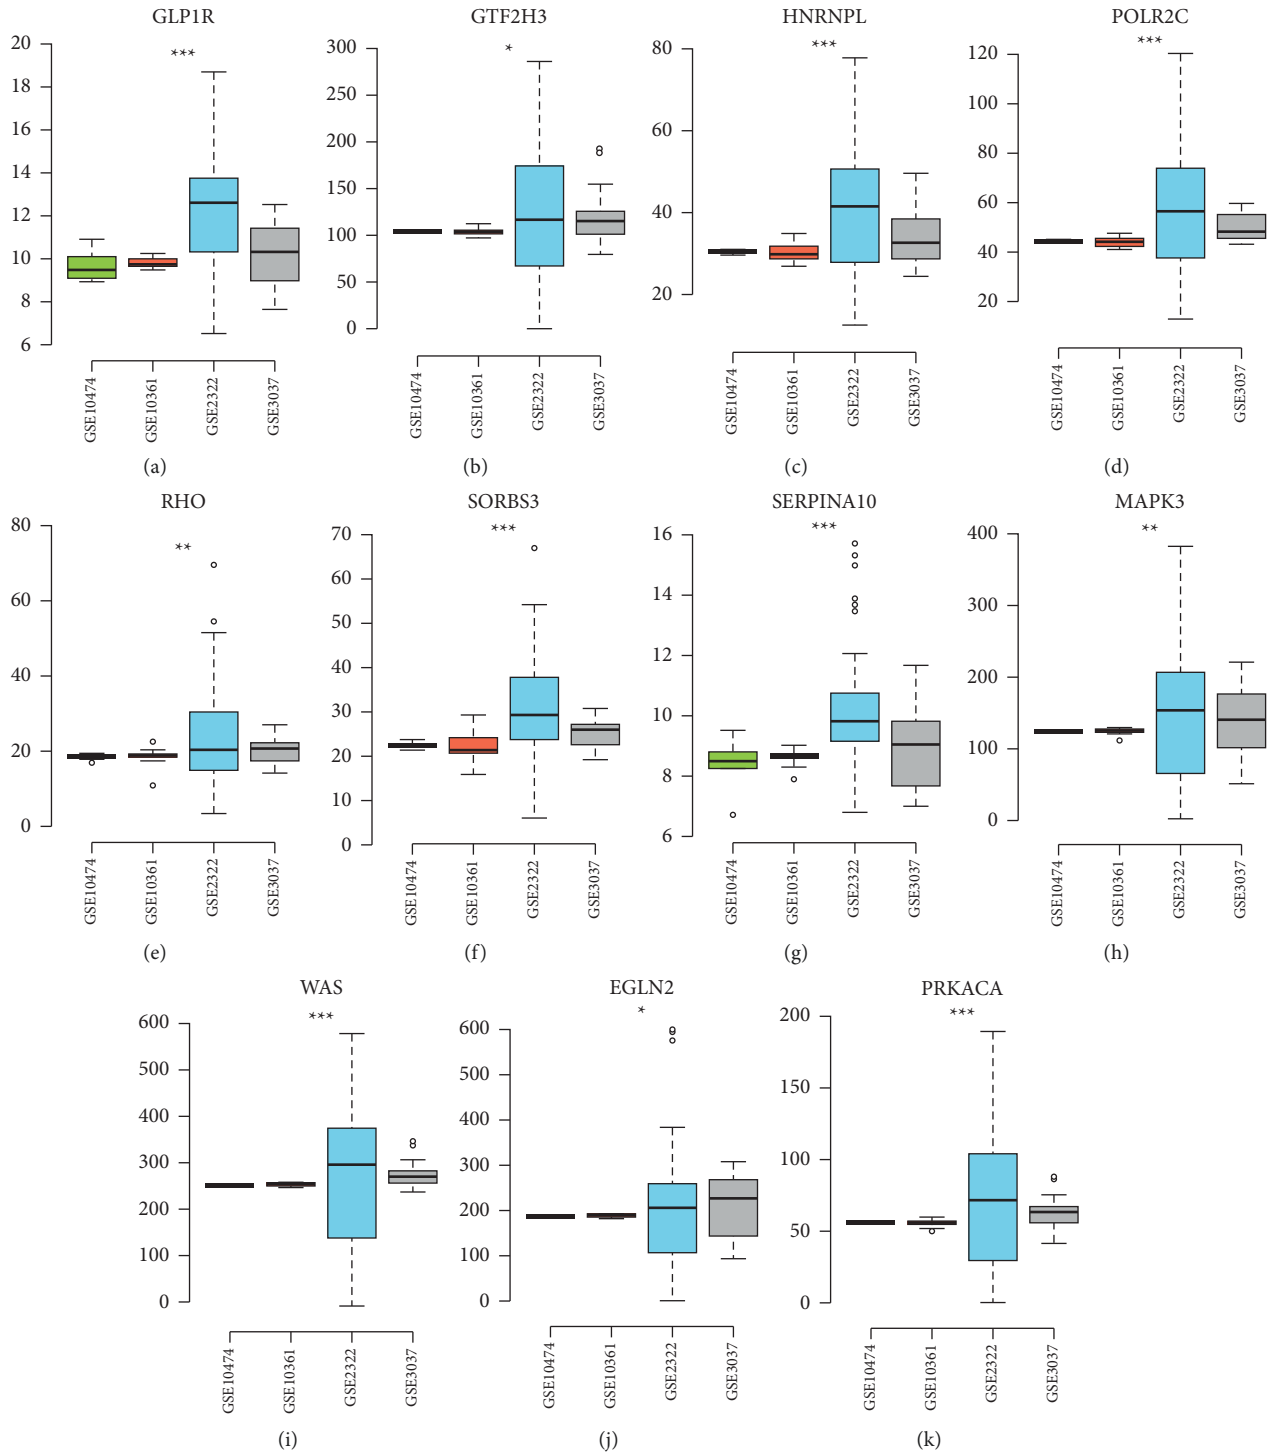 GLP1R
***
20
18
16
14
12
10
8
6
GSE10474
GSE10361
GSE2322
GSE3037
(a)
GTF2H3
*
300
250
200
150
100
50
0
GSE10474
GSE10361
GSE2322
GSE3037
(b)
HNRNPL
***
80
60
40
20
GSE10474
GSE10361
GSE2322
GSE3037
(c)
POLR2C
***
120
100
80
60
40
20
GSE10474
GSE10361
GSE2322
GSE3037
(d)
RHO
**
80
60
40
20
0
GSE10474
GSE10361
GSE2322
GSE3037
(e)
SORBS3
***
70
60
50
40
30
20
10
0
GSE10474
GSE10361
GSE2322
GSE3037
(f)
SERPINA10
***
16
14
12
10
8
6
GSE10474
GSE10361
GSE2322
GSE3037
(g)
MAPK3
**
400
300
200
100
0
GSE10474
GSE10361
GSE2322
GSE3037
(h)
WAS
***
600
500
400
300
200
100
0
GSE10474
GSE10361
GSE2322
GSE3037
(i)
EGLN2
*
600
500
400
300
200
100
0
GSE10474
GSE10361
GSE2322
GSE3037
(j)
PRKACA
***
200
150
100
50
0
GSE10474
GSE10361
GSE2322
GSE3037
(k)